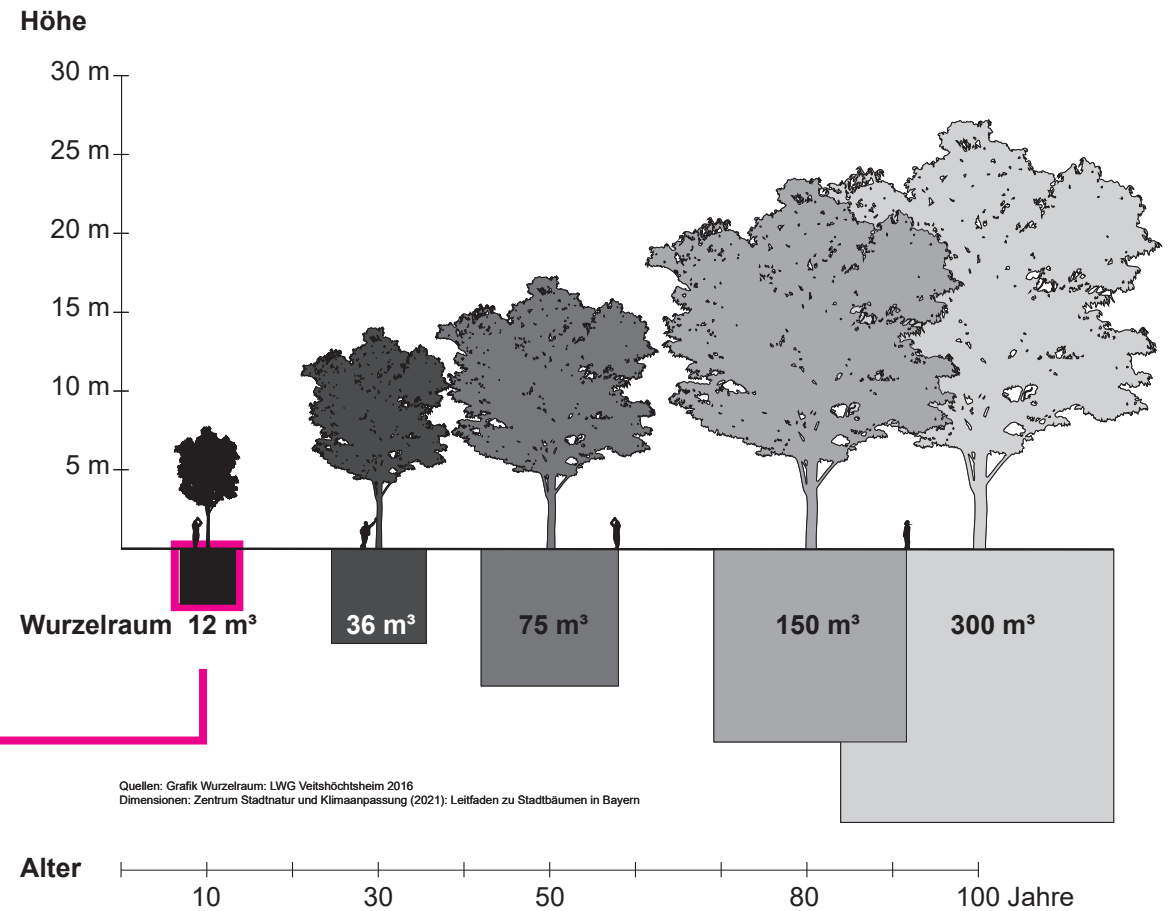 Höhe
30 m
25 m
20 m
15 m
10 m
5 m
Wurzelraum 12 m³ 36 m³ 75 m³ 150 m³ 300 m³
Quellen: Grafik Wurzelraum: LWG Veitshöchtsheim 2016
Dimensionen: Zentrum Stadtnatur und Klimaanpassung (2021): Leitfaden zu Stadtbäumen in Bayern
Alter
10 30 50 80 100 Jahre